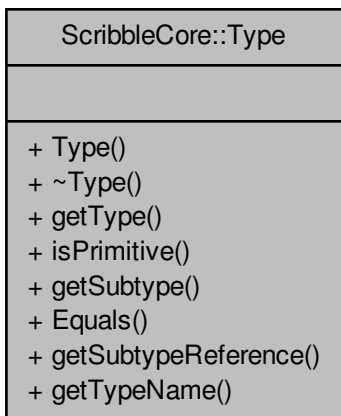 ScribbleCore::Type
+ Type()
+ ~Type()
+ getType()
+ isPrimitive()
+ getSubtype()
+ Equals()
+ getSubtypeReference()
+ getTypeName()